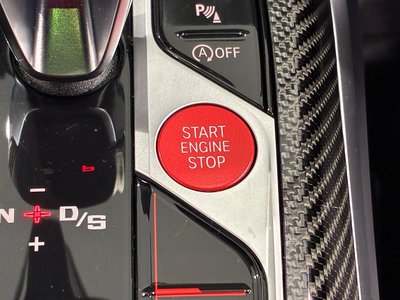 P
A OFF
START
ENGINE
STOP
–
N D/S
+